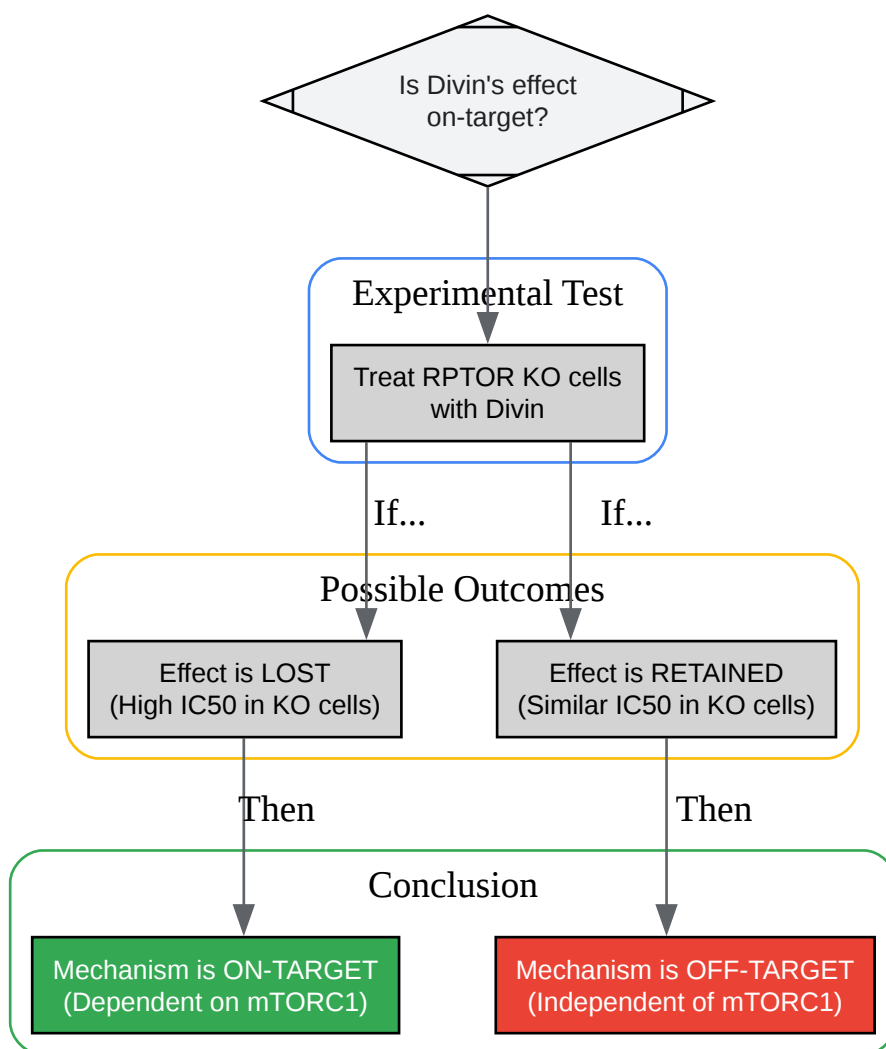 Is Divin's effect
on-target?
Experimental Test
Treat RPTOR KO cells
with Divin
If...
If...
Possible Outcomes
Effect is LOST
(High IC50 in KO cells)
Effect is RETAINED
(Similar IC50 in KO cells)
Then
Then
Conclusion
Mechanism is ON-TARGET
(Dependent on mTORC1)
Mechanism is OFF-TARGET
(Independent of mTORC1)